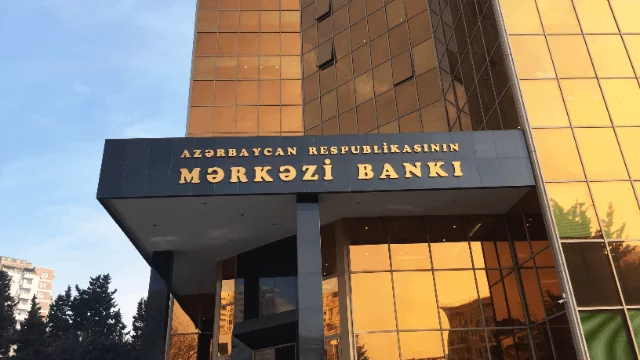 AZƏRBAYCAN RESPUBLİKASININ
MƏRKƏZİ BANKI